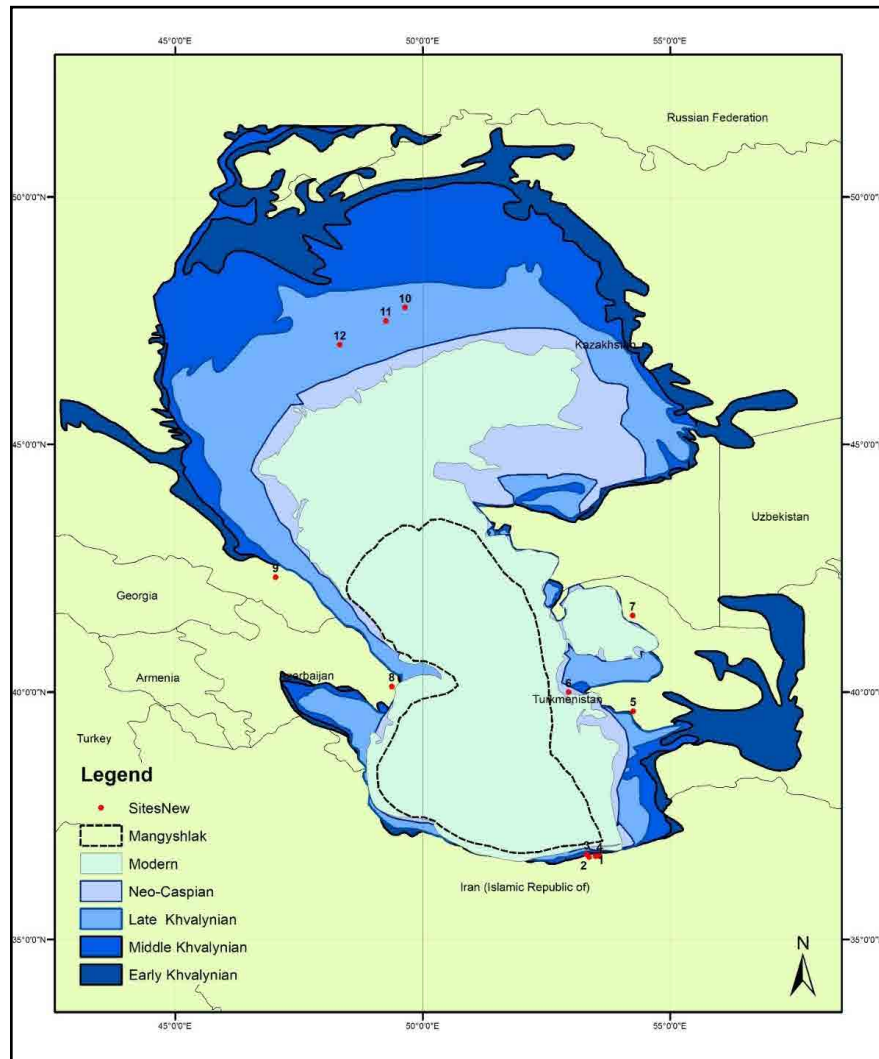 45°0'0"E 50°0'0"E 55°0'0"E
Russian Federation
50°0'0"N 50°0'0"N
10
11
12
Kazakhstan
45°0'0"N 45°0'0"N
Uzbekistan
9
Georgia
7
Azerbaijan
8
6
Armenia
40°0'0"N 40°0'0"N
Turkmenistan
5
Turkey
Legend
SitesNew
Mangyshlak
Modern
3 4
2 1
Neo-Caspian
Iran (Islamic Republic of)
Late Khvalynian
Middle Khvalynian
35°0'0"N 35°0'0"N
N
Early Khvalynian
45°0'0"E 50°0'0"E 55°0'0"E